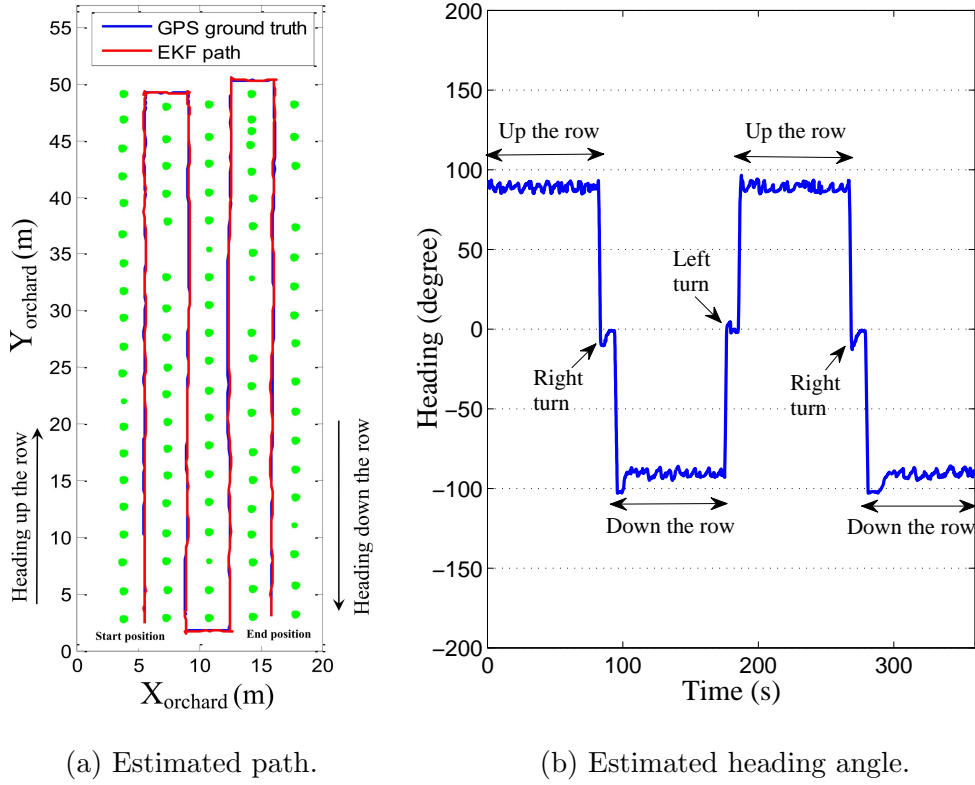 GPS ground truth
EKF path
55
50
45
40
35
30
25
20
15
10
5
0
0
5
10
15
20
Y_orchard (m)
X_orchard (m)
Heading up the row
Heading down the row
Start position
End position
(a) Estimated path.
200
150
100
50
0
−50
−100
−150
−200
0
100
200
300
Heading (degree)
Time (s)
Up the row
Up the row
Left
turn
Right
turn
Right
turn
Down the row
Down the row
(b) Estimated heading angle.